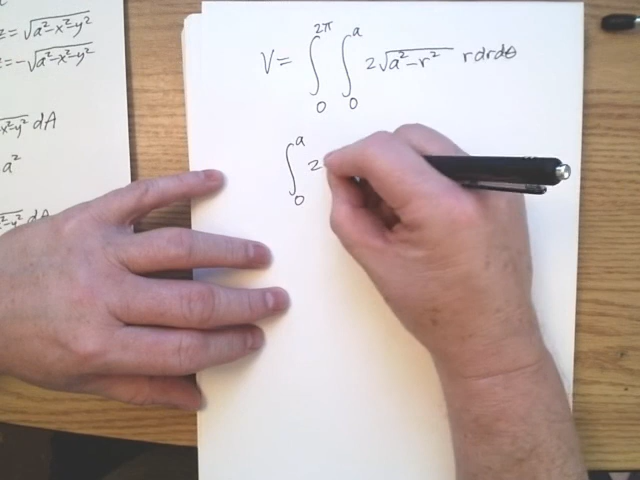 z=√(a²-x²-y²)
z=-√(a²-x²-y²)
x²-y² dA
a²
x²-y² dA
V= ∫₀^2π ∫₀^a 2√(a²-r²) r dr dθ
∫₀^a 2